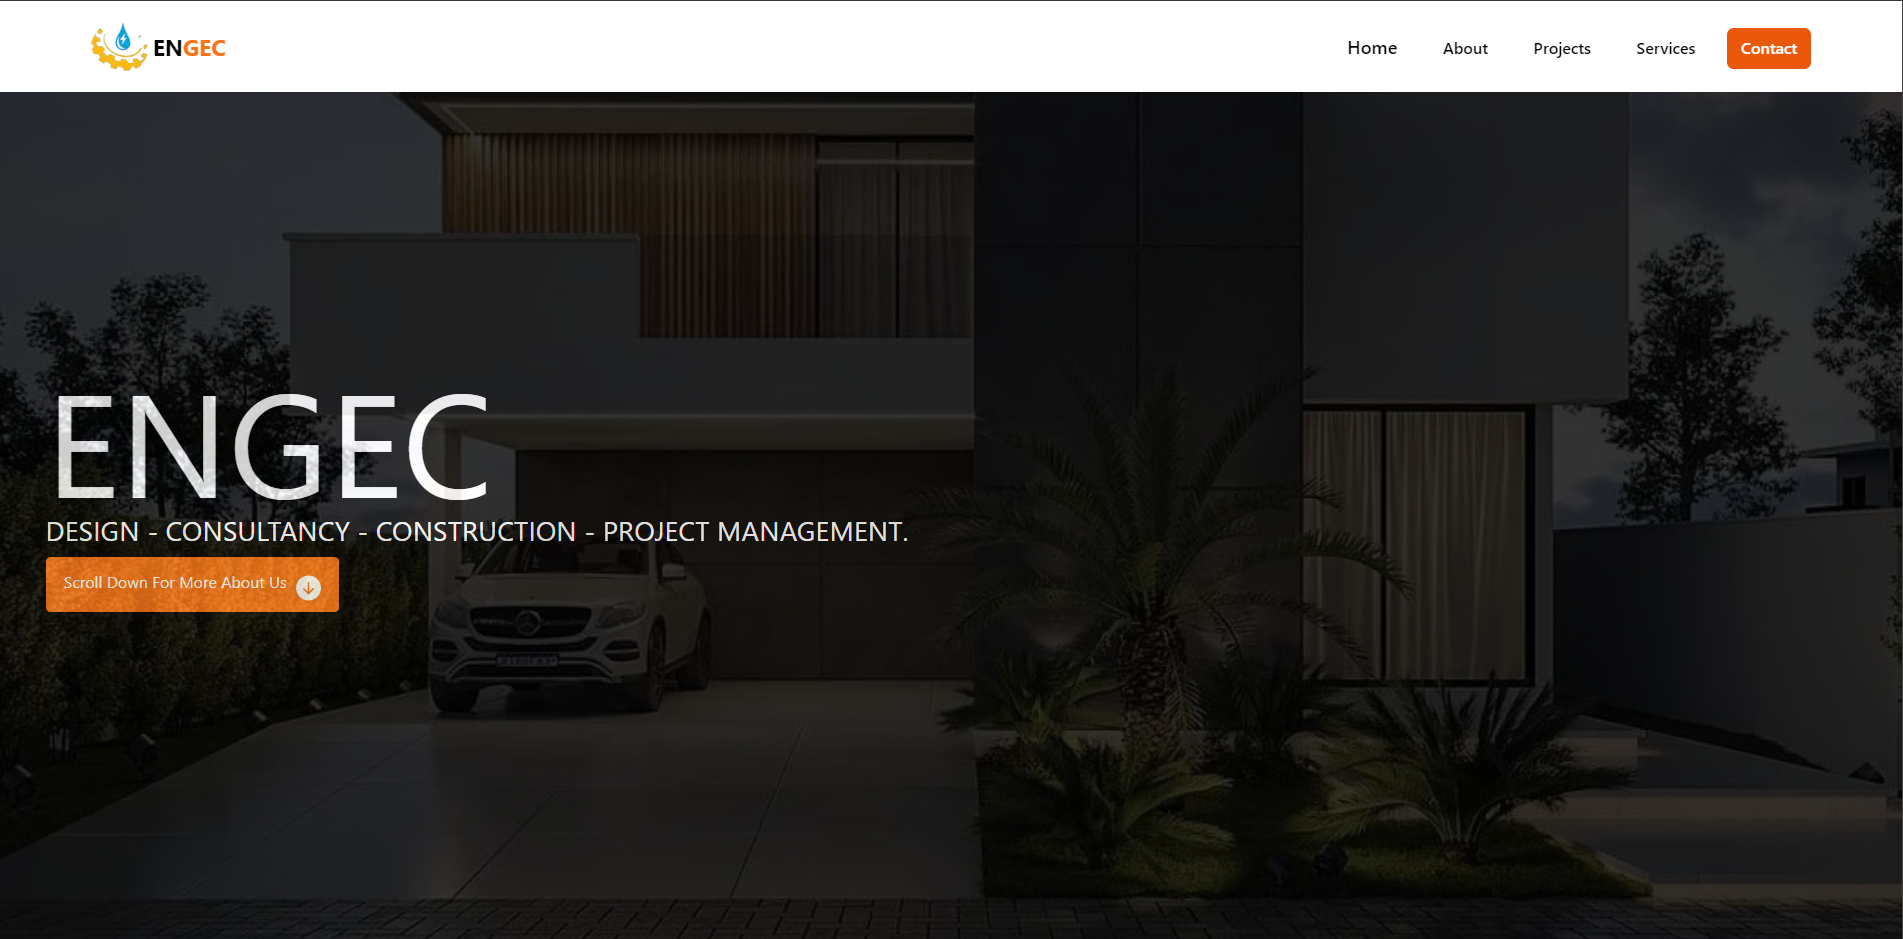 ENGEC
Home About Projects Services Contact
ENGEC
DESIGN - CONSULTANCY - CONSTRUCTION - PROJECT MANAGEMENT.
Scroll Down For More About Us